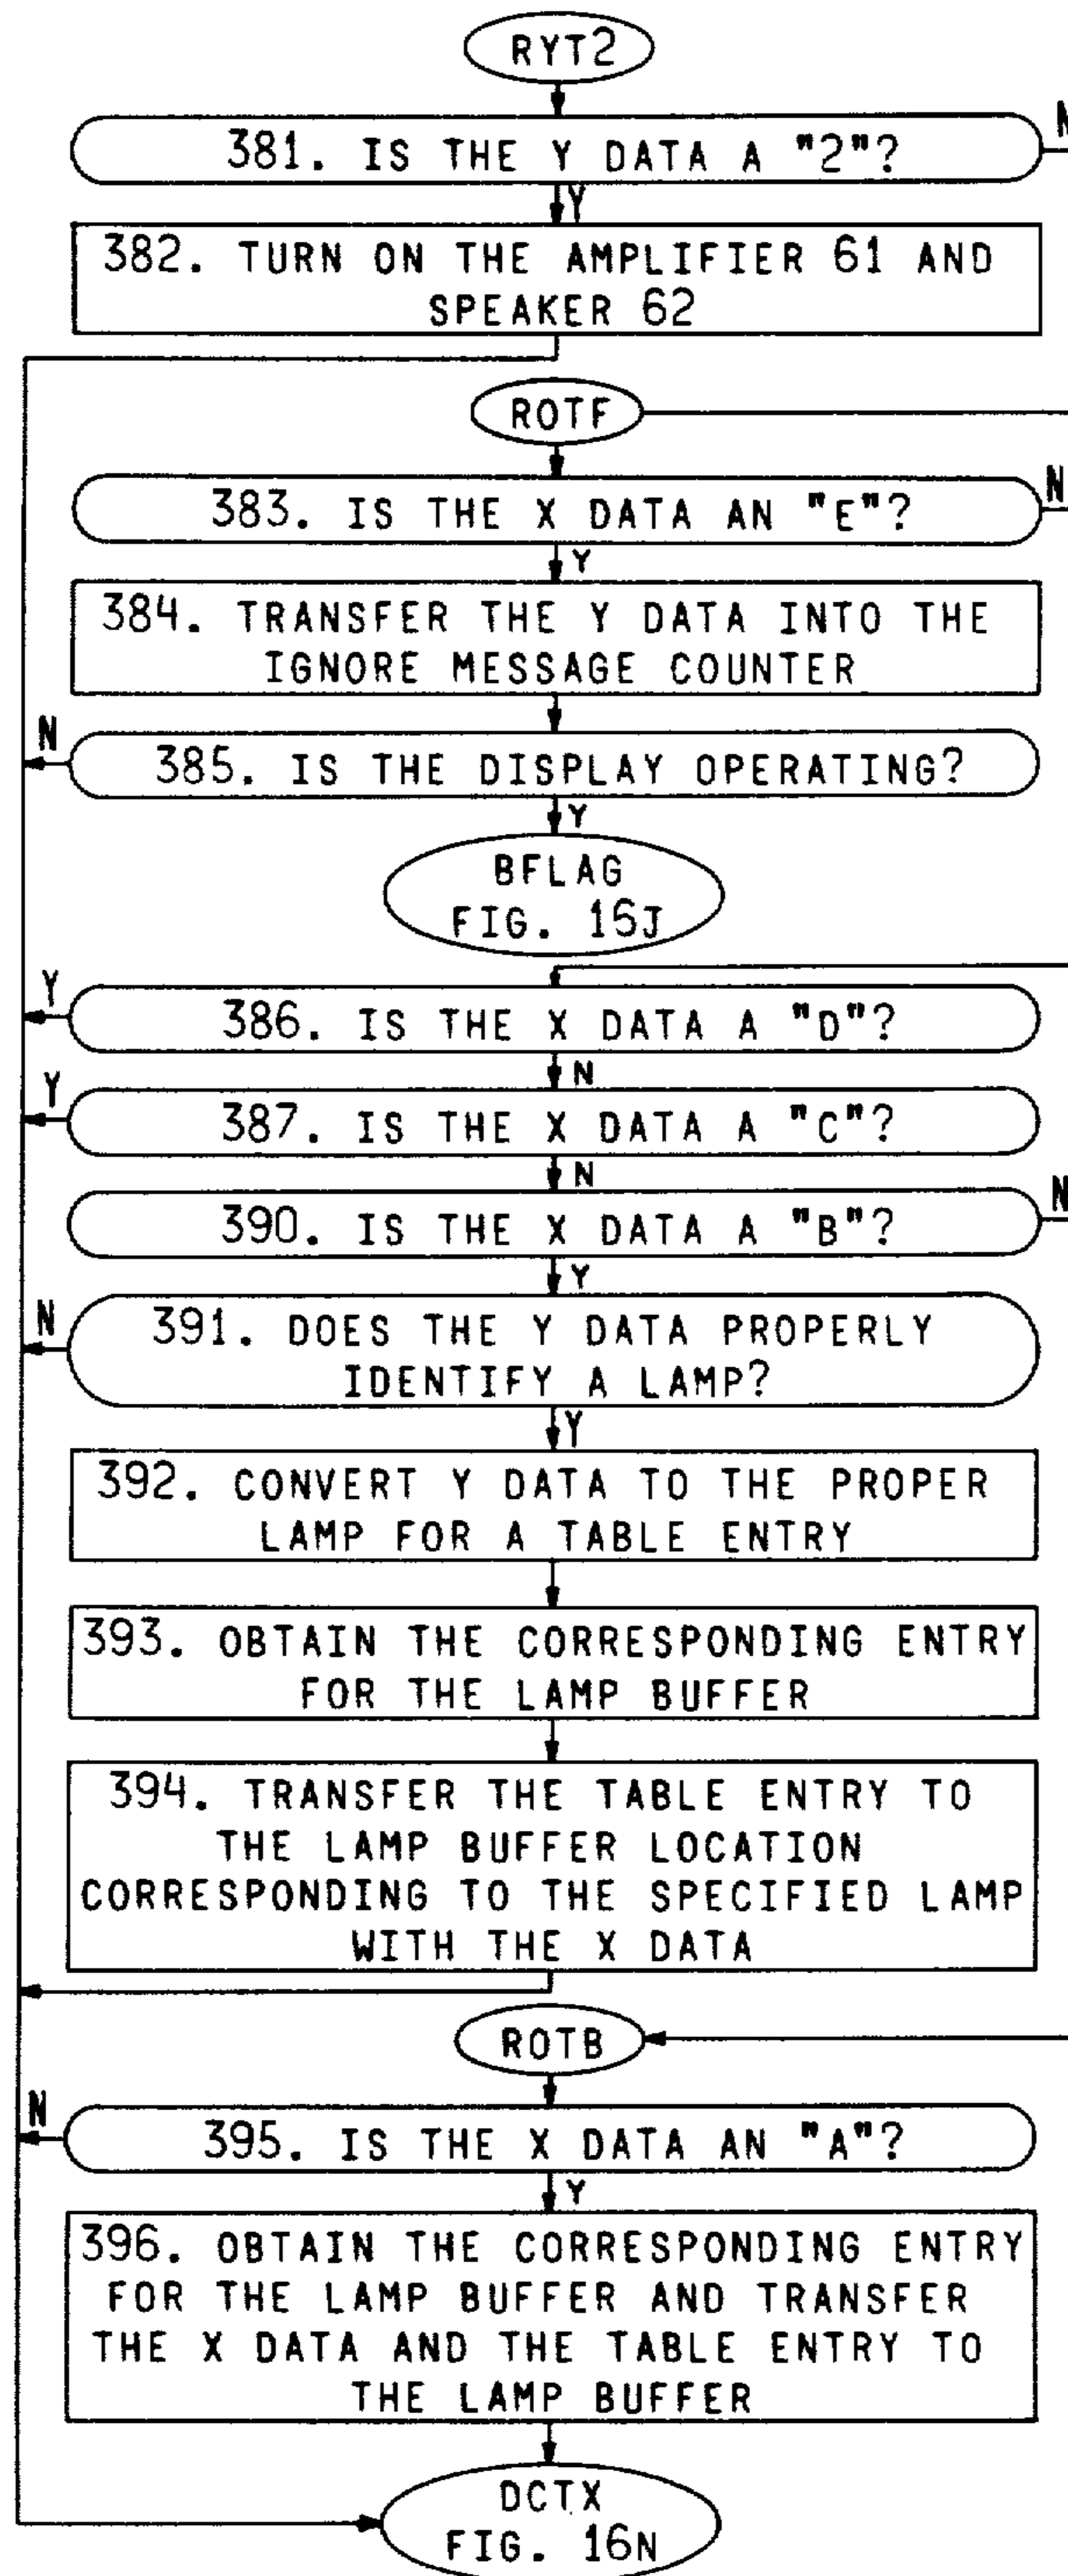 RYT2
N
381. IS THE Y DATA A "2"?
Y
382. TURN ON THE AMPLIFIER 61 AND
SPEAKER 62
ROTF
383. IS THE X DATA AN "E"?
N
Y
384. TRANSFER THE Y DATA INTO THE
IGNORE MESSAGE COUNTER
N
385. IS THE DISPLAY OPERATING?
Y
BFLAG
FIG. 16J
Y
386. IS THE X DATA A "D"?
N
Y
387. IS THE X DATA A "C"?
N
390. IS THE X DATA A "B"?
N
Y
N
391. DOES THE Y DATA PROPERLY
IDENTIFY A LAMP?
Y
392. CONVERT Y DATA TO THE PROPER
LAMP FOR A TABLE ENTRY
393. OBTAIN THE CORRESPONDING ENTRY
FOR THE LAMP BUFFER
394. TRANSFER THE TABLE ENTRY TO
THE LAMP BUFFER LOCATION
CORRESPONDING TO THE SPECIFIED LAMP
WITH THE X DATA
ROTB
N
395. IS THE X DATA AN "A"?
Y
396. OBTAIN THE CORRESPONDING ENTRY
FOR THE LAMP BUFFER AND TRANSFER
THE X DATA AND THE TABLE ENTRY TO
THE LAMP BUFFER
DCTX
FIG. 16N